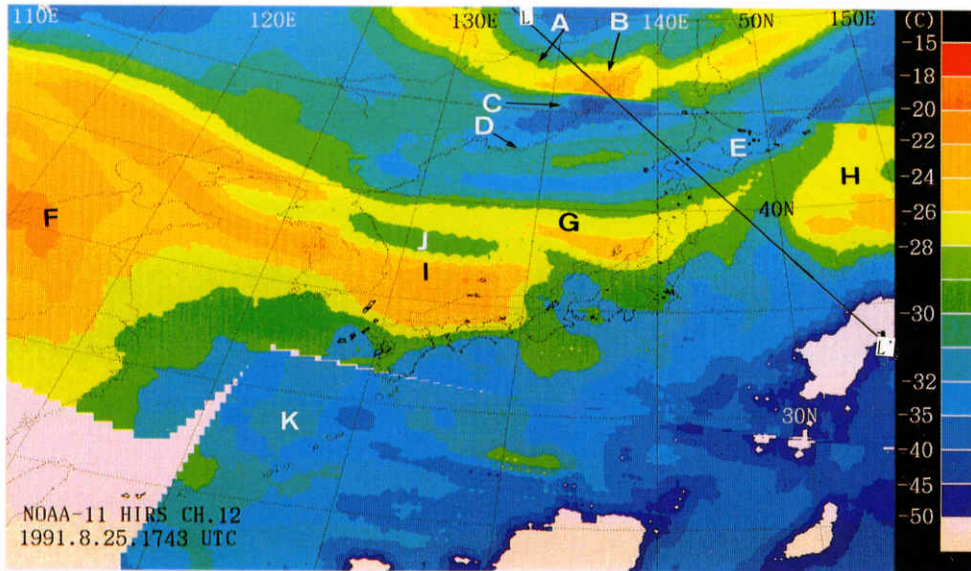 110E 120E 130E L A B 140E 50N 150E (C)
-15
-18
-20
C
D
E
-22
H
-24
F
40N
G
-26
J
-28
I
-30
L'
-32
30N
-35
K
-40
-45
NOAA-11 HIRS CH.12
-50
1991.8.25.1743 UTC